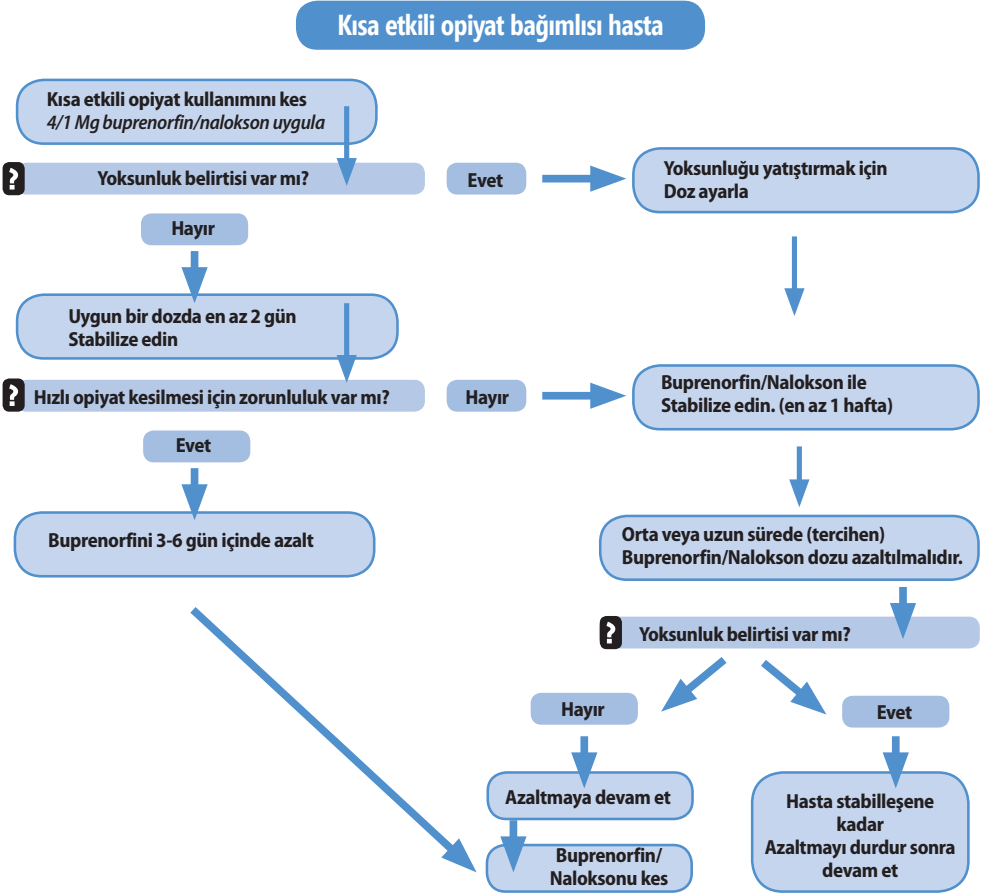 Kısa etkili opiyat bağımlısı hasta
Kısa etkili opiyat kullanımını kes
4/1 Mg buprenorfin/nalokson uygula
? Yoksunluk belirtisi var mı?
Evet
Yoksunluğu yatıştırmak için
Doz ayarla
Hayır
Uygun bir dozda en az 2 gün
Stabilize edin
? Hızlı opiyat kesilmesi için zorunluluk var mı?
Hayır
Buprenorfin/Nalokson ile
Stabilize edin. (en az 1 hafta)
Evet
Buprenorfini 3-6 gün içinde azalt
Orta veya uzun sürede (tercihen)
Buprenorfin/Nalokson dozu azaltılmalıdır.
? Yoksunluk belirtisi var mı?
Hayır
Evet
Azaltmaya devam et
Buprenorfin/
Naloksonu kes
Hasta stabilleşene
kadar
Azaltmayı durdur sonra
devam et